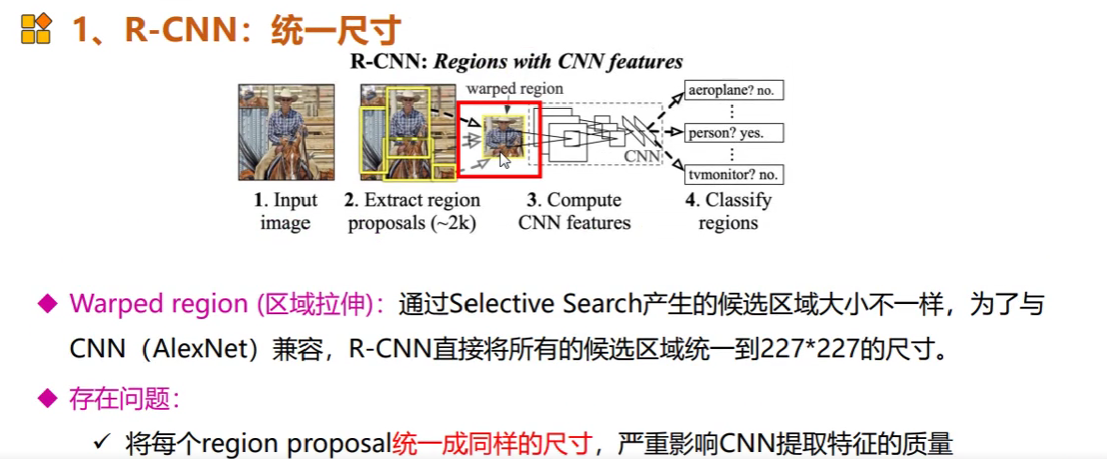 1、R-CNN：统一尺寸
R-CNN: Regions with CNN features
warped region
aeroplane? no.
person? yes.
CNN
tvmonitor? no.
1. Input image
2. Extract region proposals (~2k)
3. Compute CNN features
4. Classify regions
Warped region (区域拉伸)：通过Selective Search产生的候选区域大小不一样，为了与
CNN（AlexNet）兼容，R-CNN直接将所有的候选区域统一到227*227的尺寸。
存在问题：
✓ 将每个region proposal统一成同样的尺寸，严重影响CNN提取特征的质量